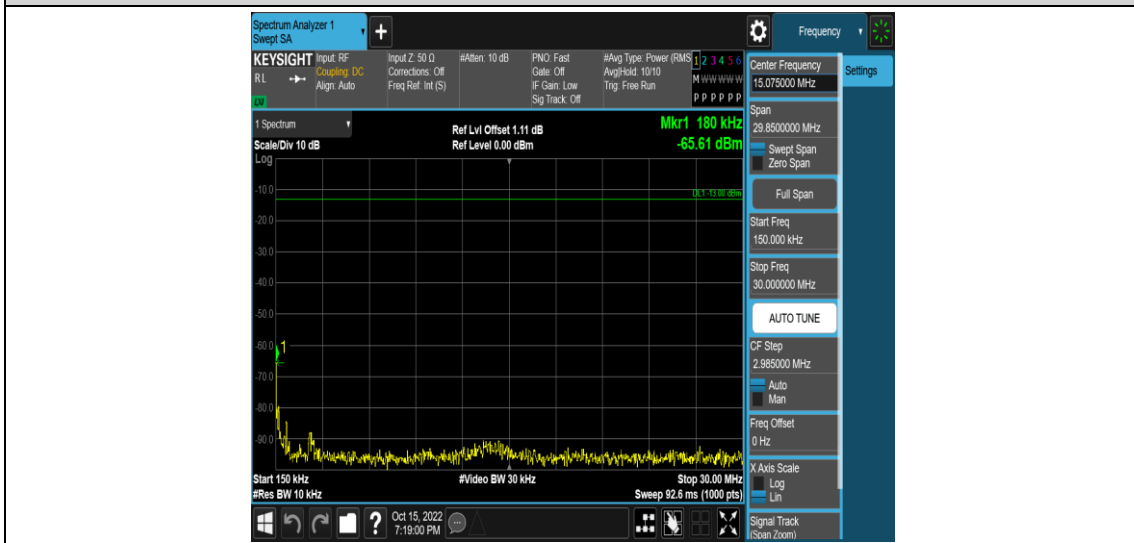 Spectrum Analyzer 1
Swept SA
+
Frequency
KEYSIGHT
RL
LXI
Input: RF
Coupling: DC
Align: Auto
Input Z: 50 Ω
Corrections: Off
Freq Ref: Int (S)
#Atten: 10 dB
PNO: Fast
Gate: Off
IF Gain: Low
Sig Track: Off
#Avg Type: Power (RMS
Avg|Hold: 10/10
Trig: Free Run
1 2 3 4 5 6
M W W W W W
P P P P P P
1 Spectrum
Scale/Div 10 dB
Ref Lvl Offset 1.11 dB
Ref Level 0.00 dBm
Mkr1 180 kHz
-65.61 dBm
Log
DL1 -13.00 dBm
-10.0
-20.0
-30.0
-40.0
-50.0
-60.0
1
-70.0
-80.0
-90.0
Start 150 kHz
#Res BW 10 kHz
#Video BW 30 kHz
Stop 30.00 MHz
Sweep 92.6 ms (1000 pts)
Oct 15, 2022
7:19:00 PM
?
Settings
Center Frequency
15.075000 MHz
Span
29.8500000 MHz
Swept Span
Zero Span
Full Span
Start Freq
150.000 kHz
Stop Freq
30.000000 MHz
AUTO TUNE
CF Step
2.985000 MHz
Auto
Man
Freq Offset
0 Hz
X Axis Scale
Log
Lin
Signal Track
(Span Zoom)